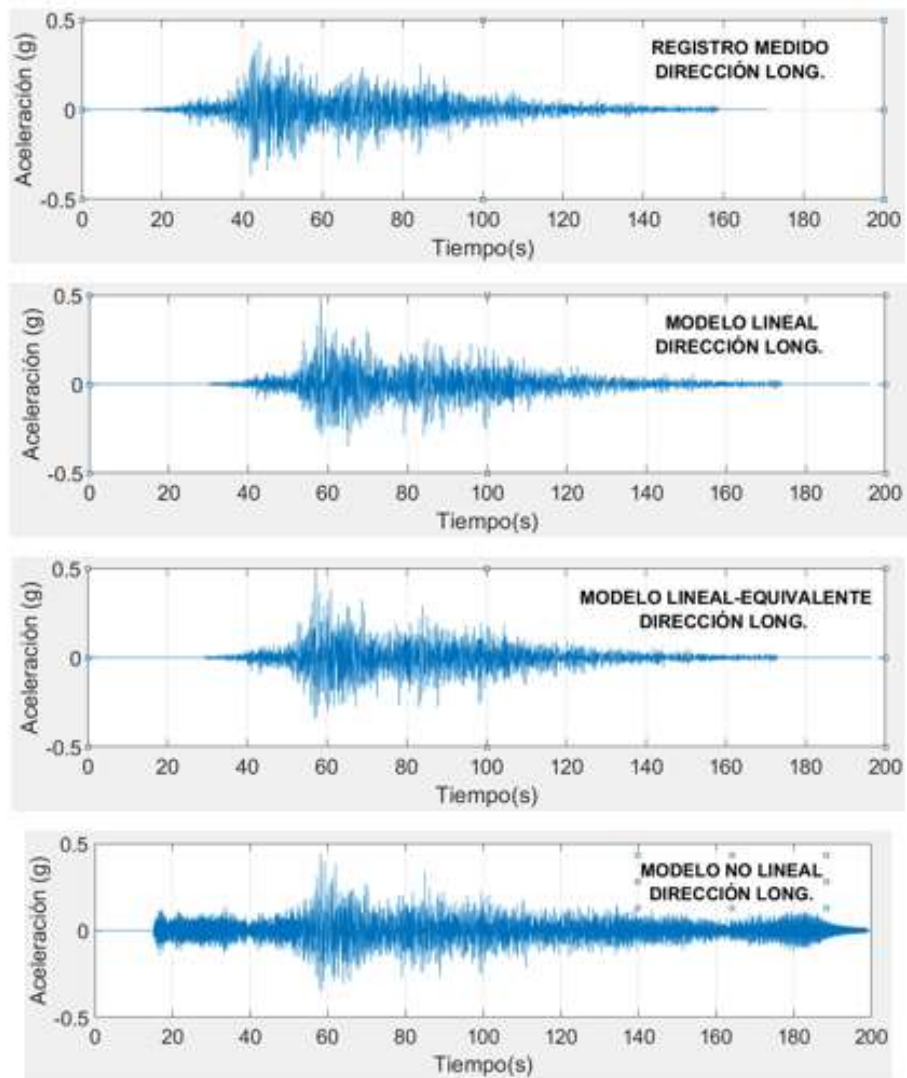 0.5
REGISTRO MEDIDO
DIRECCIÓN LONG.
Aceleración (g)
0
-0.5
0 20 40 60 80 100 120 140 160 180 200
Tiempo(s)
0.5
MODELO LINEAL
DIRECCIÓN LONG.
Aceleración (g)
0
-0.5
0 20 40 60 80 100 120 140 160 180 200
Tiempo(s)
0.5
MODELO LINEAL-EQUIVALENTE
DIRECCIÓN LONG.
Aceleración (g)
0
-0.5
0 20 40 60 80 100 120 140 160 180 200
Tiempo(s)
0.5
MODELO NO LINEAL
DIRECCIÓN LONG.
Aceleración (g)
0
-0.5
0 20 40 60 80 100 120 140 160 180 200
Tiempo(s)